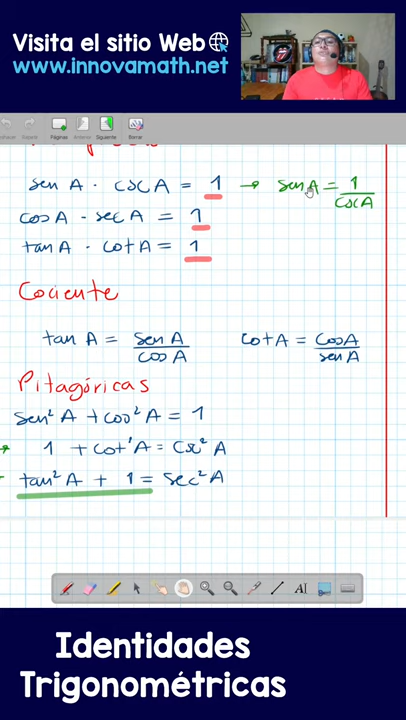 Visita el sitio Web
www.innovamath.net
Páginas
Anterior
Siguiente
Borrar
sen A · csc A = 1 → sen A = 1/csc A
cos A · sec A = 1
tan A · cot A = 1
Cociente
tan A = sen A/cos A cot A = cos A/sen A
Pitagóricas
sen² A + cos² A = 1
→ 1 + cot² A = csc² A
tan² A + 1 = sec² A
AI
Identidades
Trigonométricas